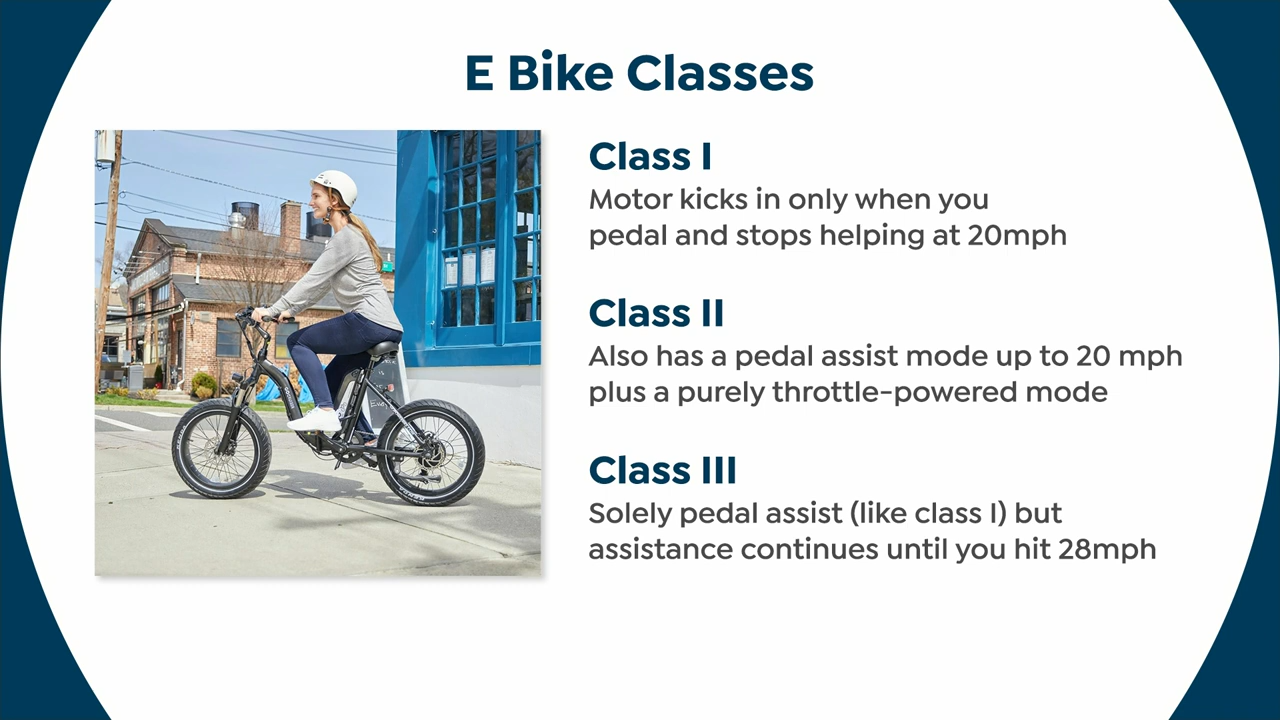 E Bike Classes
Class I
Motor kicks in only when you
pedal and stops helping at 20mph
Class II
Also has a pedal assist mode up to 20 mph
plus a purely throttle-powered mode
Class III
Solely pedal assist (like class I) but
assistance continues until you hit 28mph